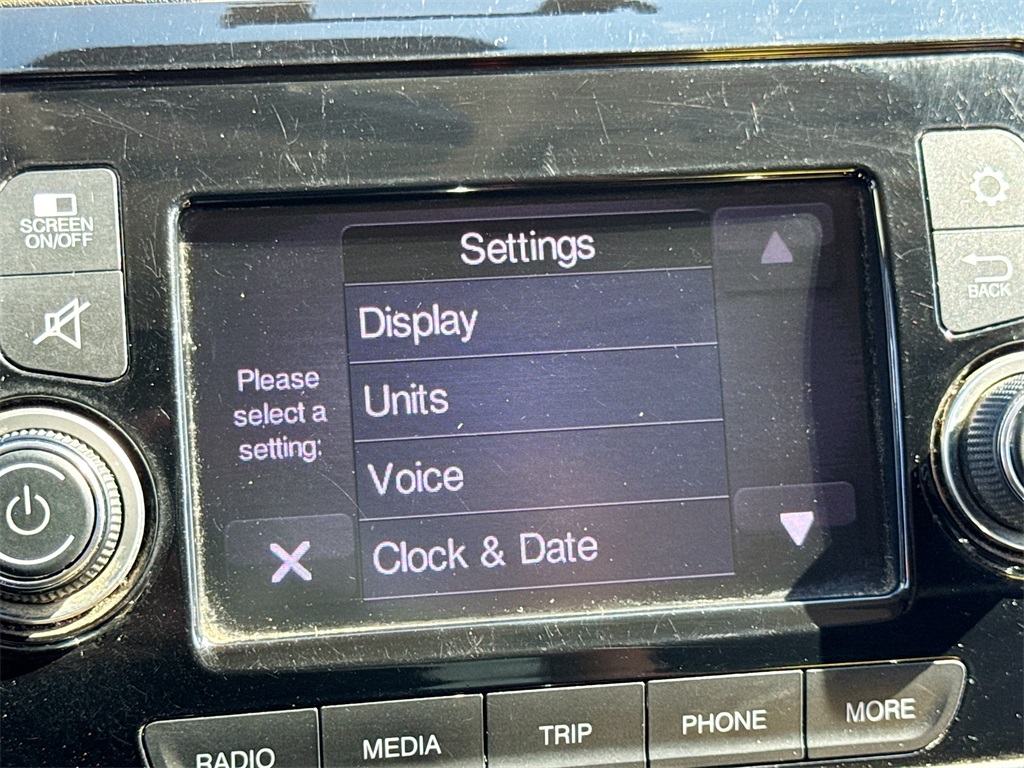 SCREEN
ON/OFF
Settings
Display
Units
Voice
Clock & Date
Please
select a
setting:
BACK
RADIO
MEDIA
TRIP
PHONE
MORE